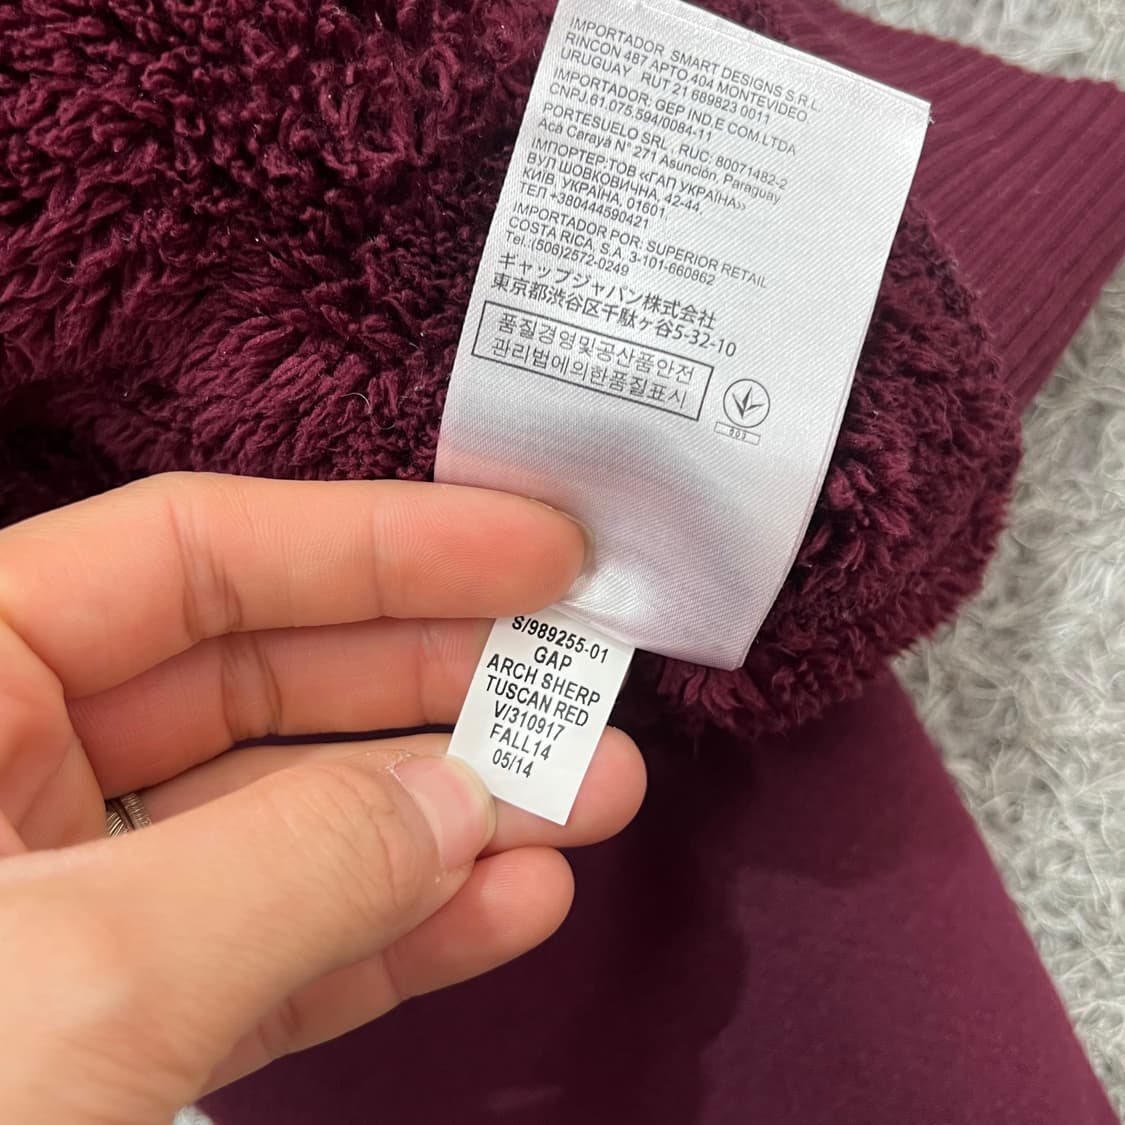 IMPORTADOR SMART DESIGNS S.R.L.
RINCON 487 APTO 404 MONTEVIDEO
URUGUAY RUT 21 689823 0011
IMPORTADOR: GEP IND.E COM.LTDA
CNPJ.61.075.594/0084-11
PORTESUELO SRL , RUC: 80071482-2
Acá Carayá N° 271 Asunción, Paraguay
ІМПОРТЕР:ТОВ «ГАП УКРАЇНА»
ВУЛ ШОВКОВИЧНА, 42-44,
КИЇВ, УКРАЇНА, 01601.
ТЕЛ +380444590421
IMPORTADOR POR: SUPERIOR RETAIL
COSTA RICA, S.A. 3-101-660862
Tel.:(506)2572-0249
ギャップジャパン株式会社
東京都渋谷区千駄ヶ谷5-32-10
품질경영및공산품안전
관리법에의한품질표시
503
S/989255-01
GAP
ARCH SHERP
TUSCAN RED
V/310917
FALL14
05/14